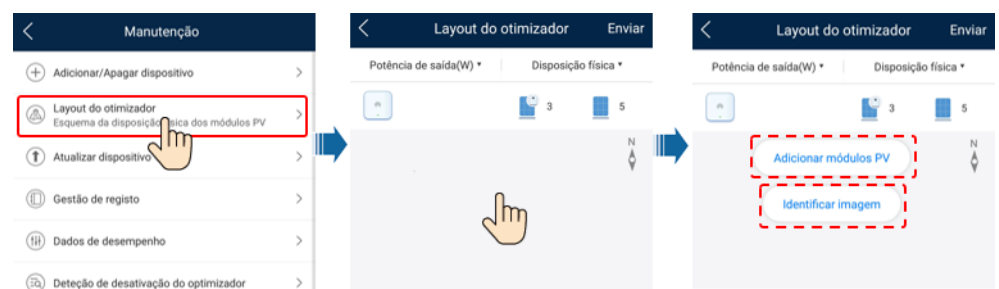 Manutenção
Adicionar/Apagar dispositivo
Layout do otimizador
Esquema da disposição física dos módulos PV
Atualizar dispositivo
Gestão de registo
Dados de desempenho
Deteção de desativação do optimizador
Layout do otimizador Enviar
Potência de saída(W) Disposição física
3 5
N
Layout do otimizador Enviar
Potência de saída(W) Disposição física
3 5
N
Adicionar módulos PV
Identificar imagem